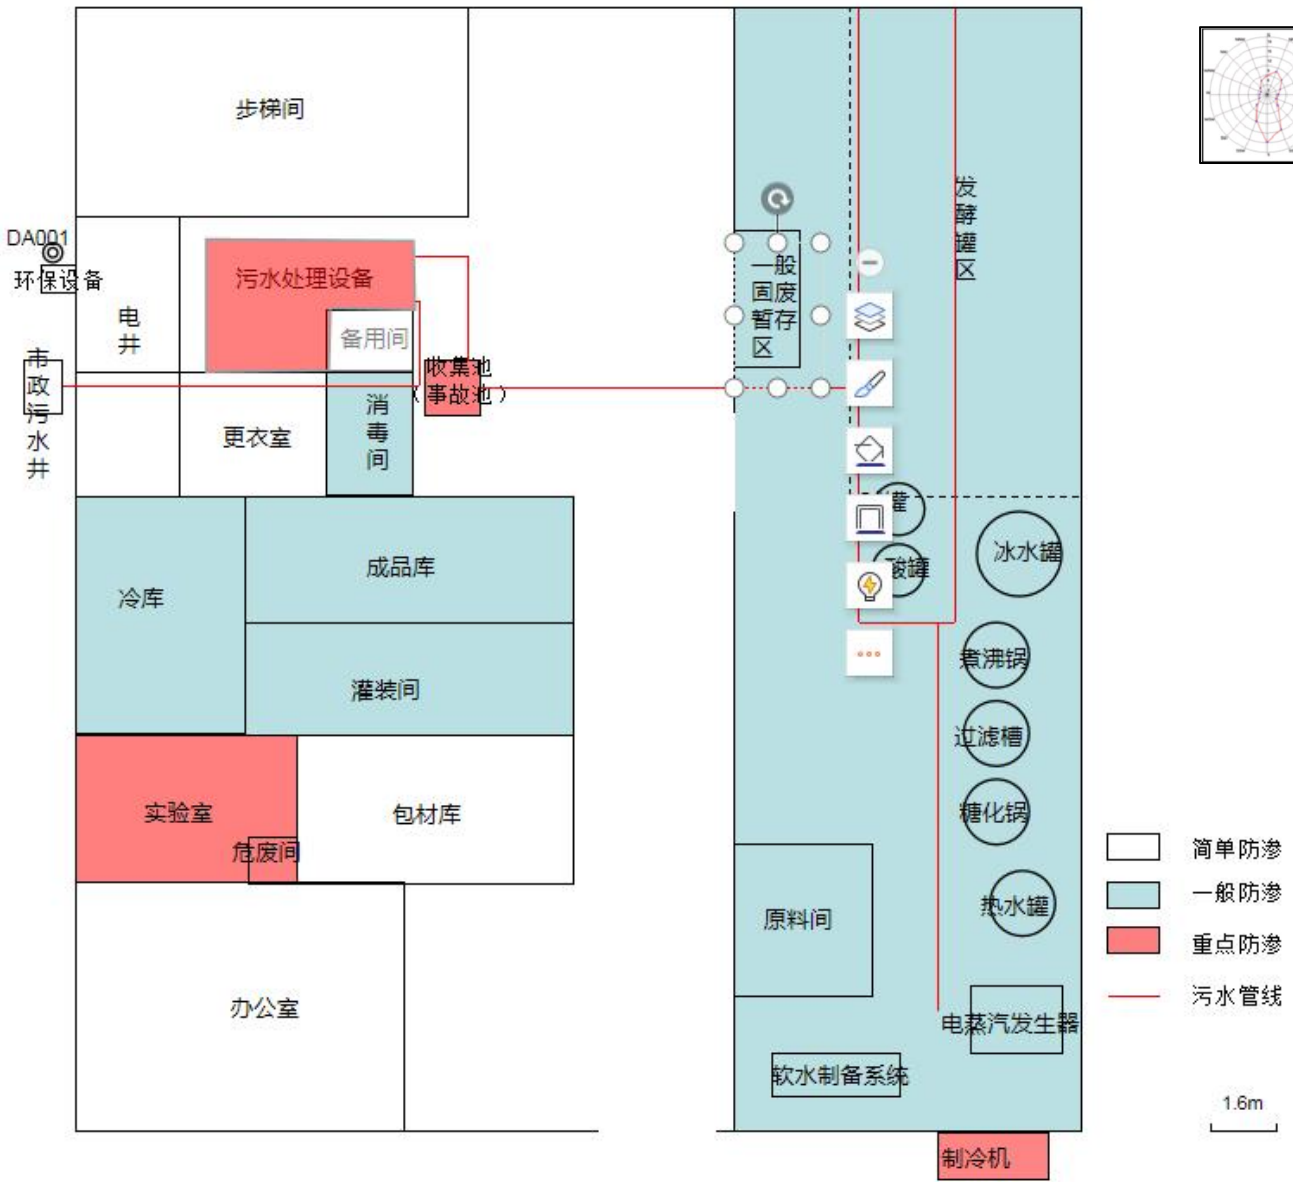 步梯间
DA001
环保设备
电井
污水处理设备
备用间
市政污水井
收集池
（事故池）
更衣室
消毒间
一般固废暂存区
发酵罐区
罐
酸罐
冰水罐
冷库
成品库
灌装间
煮沸锅
过滤槽
糖化锅
热水罐
实验室
危废间
包材库
原料间
办公室
电蒸汽发生器
软水制备系统
制冷机
简单防渗
一般防渗
重点防渗
污水管线
1.6m